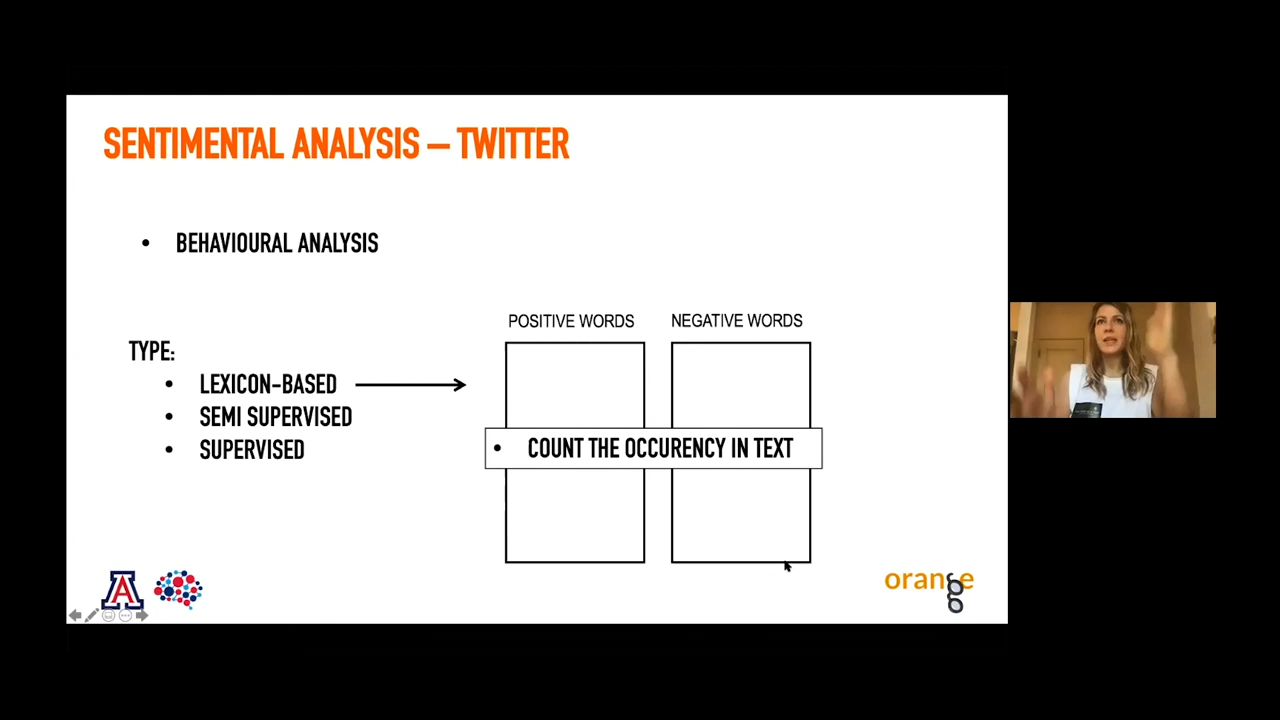 SENTIMENTAL ANALYSIS – TWITTER
• BEHAVIOURAL ANALYSIS
TYPE:
• LEXICON-BASED
• SEMI SUPERVISED
• SUPERVISED
POSITIVE WORDS
NEGATIVE WORDS
• COUNT THE OCCURENCY IN TEXT
A
orange